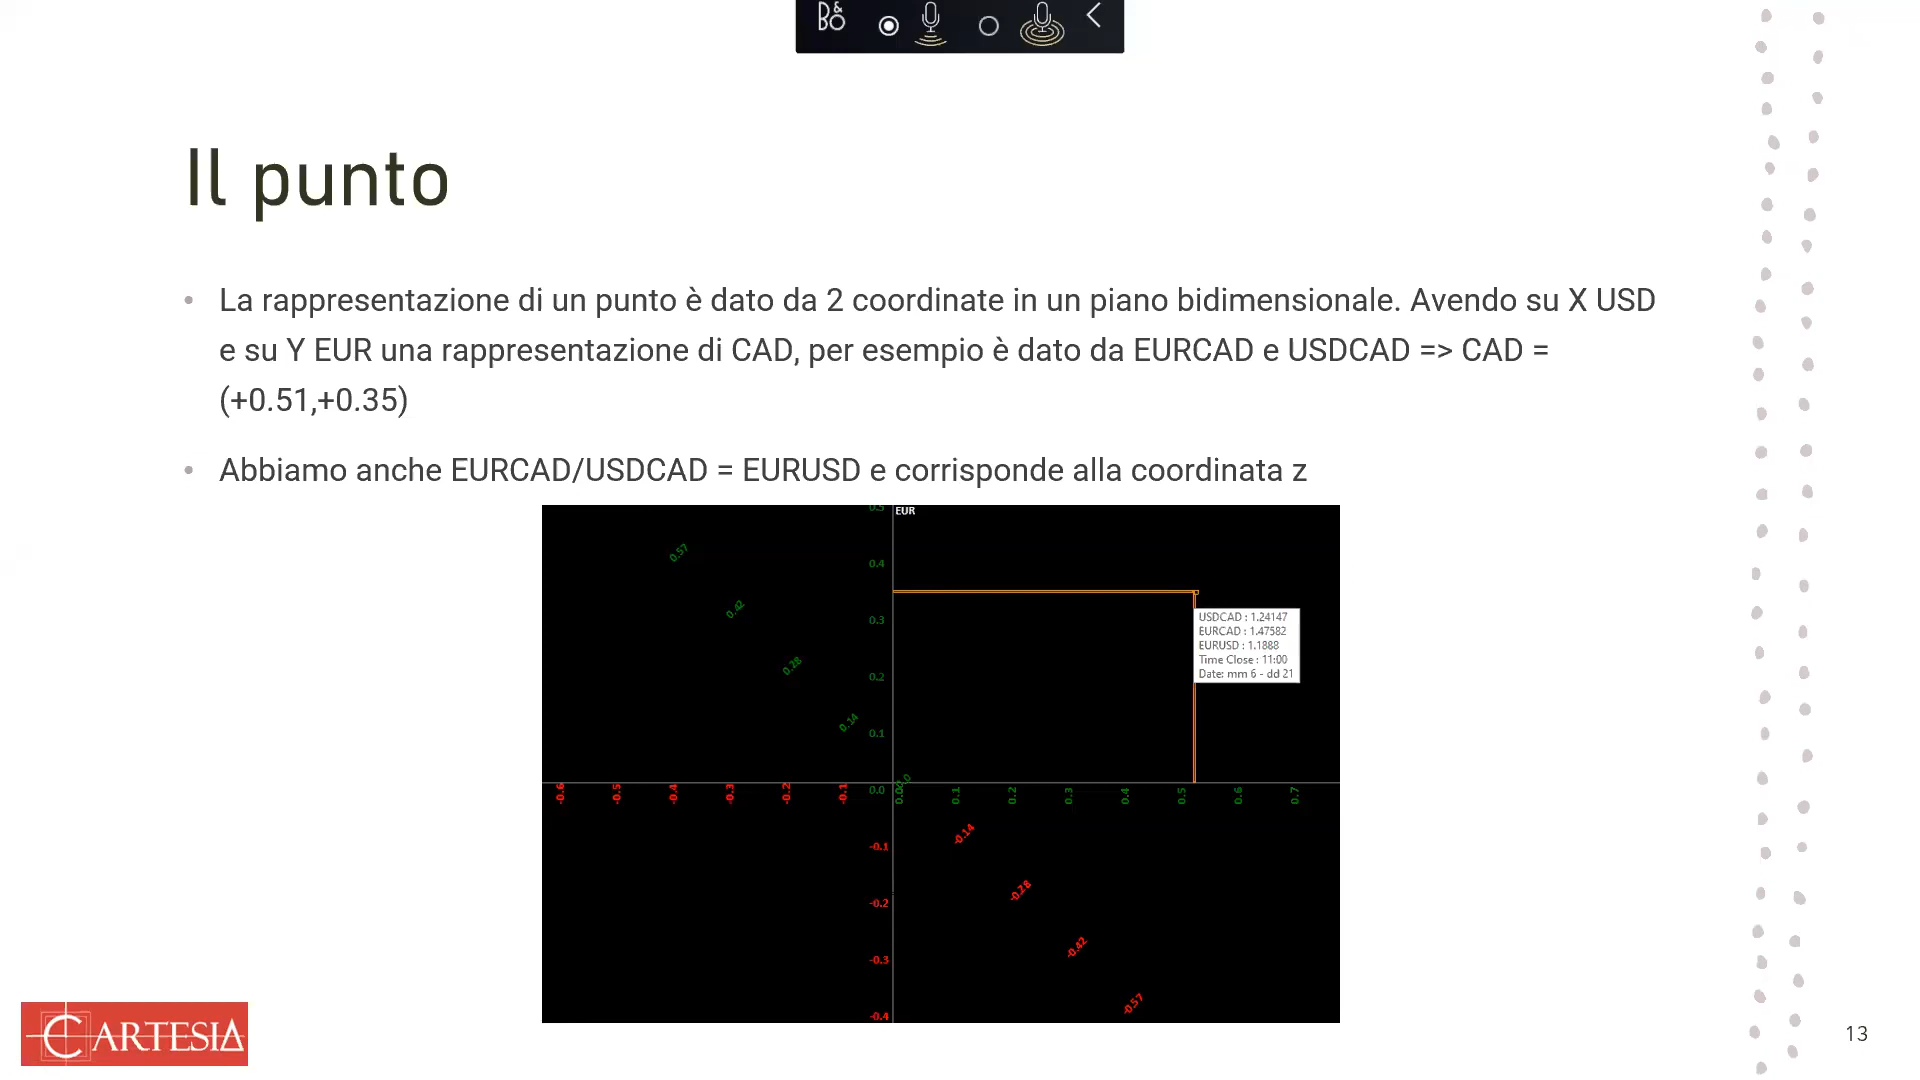 B&O
Il punto
• La rappresentazione di un punto è dato da 2 coordinate in un piano bidimensionale. Avendo su X USD
e su Y EUR una rappresentazione di CAD, per esempio è dato da EURCAD e USDCAD => CAD =
(+0.51,+0.35)
• Abbiamo anche EURCAD/USDCAD = EURUSD e corrisponde alla coordinata z
0.5 EUR
0.57
0.4
0.42
0.3
USDCAD : 1.24147
EURCAD : 1.47582
EURUSD : 1.1888
Time Close : 11:00
Date: mm 6 - dd 21
0.28
0.2
0.14
0.1
0.0
-0.6 -0.5 -0.4 -0.3 -0.2 -0.1 0.0 0.0 0.1 0.2 0.3 0.4 0.5 0.6 0.7
-0.14
-0.1
-0.28
-0.2
-0.42
-0.3
-0.57
-0.4
CARTESIA
13